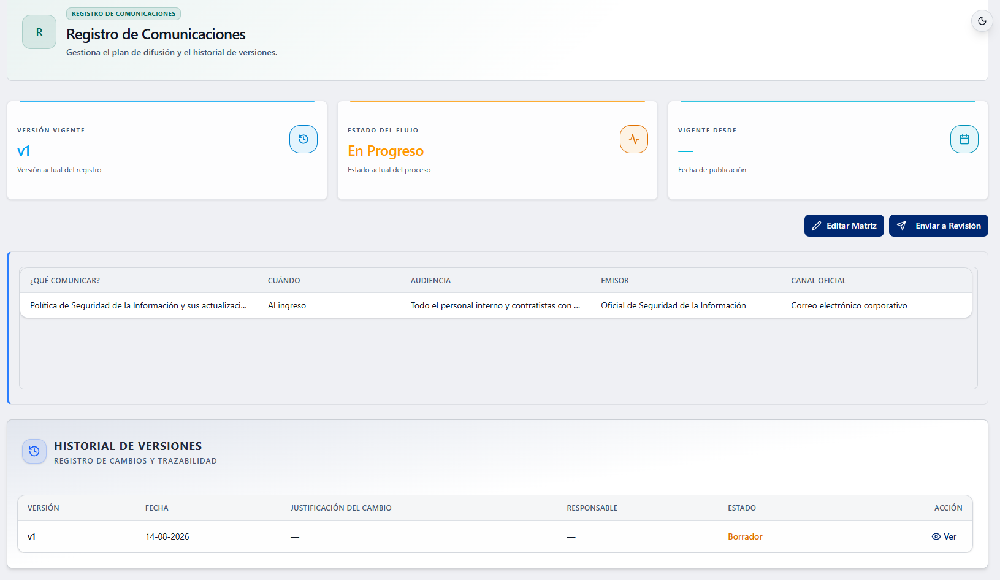 REGISTRO DE COMUNICACIONES
R
Registro de Comunicaciones
Gestiona el plan de difusión y el historial de versiones.
VERSIÓN VIGENTE
v1
Versión actual del registro
ESTADO DEL FLUJO
En Progreso
Estado actual del proceso
VIGENTE DESDE
—
Fecha de publicación
Editar Matriz
Enviar a Revisión
¿QUÉ COMUNICAR? CUÁNDO AUDIENCIA EMISOR CANAL OFICIAL
Política de Seguridad de la Información y sus actualizaci... Al ingreso Todo el personal interno y contratistas con ... Oficial de Seguridad de la Información Correo electrónico corporativo
HISTORIAL DE VERSIONES
REGISTRO DE CAMBIOS Y TRAZABILIDAD
VERSIÓN FECHA JUSTIFICACIÓN DEL CAMBIO RESPONSABLE ESTADO ACCIÓN
v1 14-08-2026 — — Borrador Ver